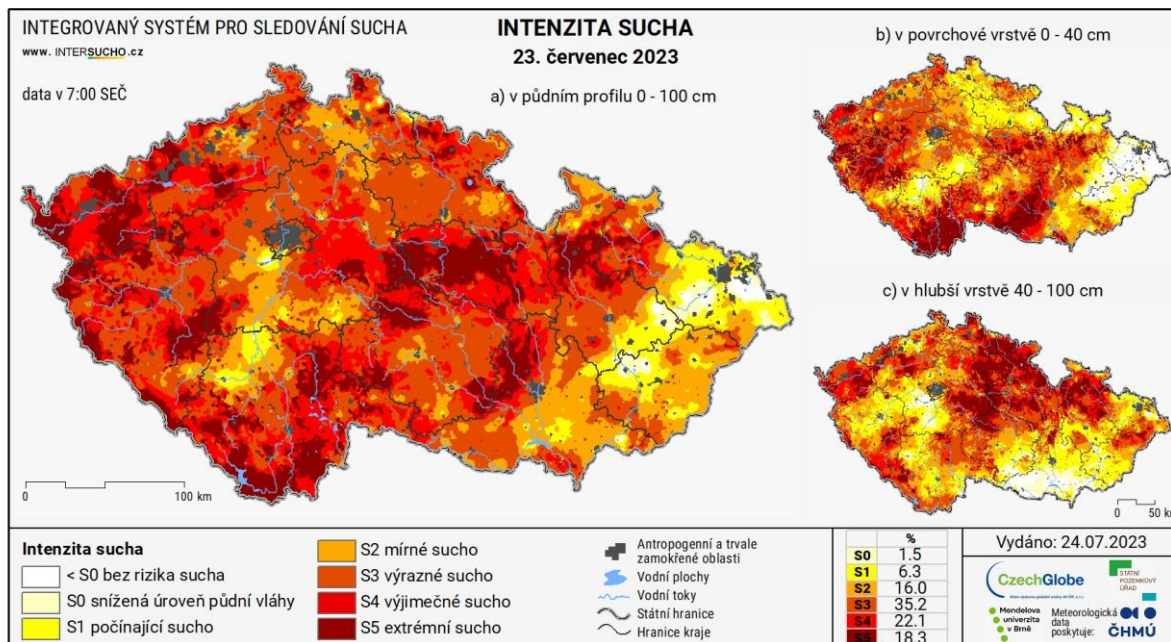 INTEGROVANÝ SYSTÉM PRO SLEDOVÁNÍ SUCHA
www. INTERSUCHO.cz
data v 7:00 SEČ
INTENZITA SUCHA
23. červenec 2023
a) v půdním profilu 0 - 100 cm
b) v povrchové vrstvě 0 - 40 cm
c) v hlubší vrstvě 40 - 100 cm
0 100 km
0 50 km
Intenzita sucha
< S0 bez rizika sucha
S0 snížená úroveň půdní vláhy
S1 počínající sucho
S2 mírné sucho
S3 výrazné sucho
S4 výjimečné sucho
S5 extrémní sucho
Antropogenní a trvale
zamokřené oblasti
Vodní plochy
Vodní toky
Státní hranice
Hranice kraje
%
S0 1.5
S1 6.3
S2 16.0
S3 35.2
S4 22.1
S5 18.3
Vydáno: 24.07.2023
CzechGlobe
STÁTNÍ
POZEMKOVÝ
ÚŘAD
Mendelova
univerzita
v Brně
Meteorologická
data
poskytuje:
ČHMÚ